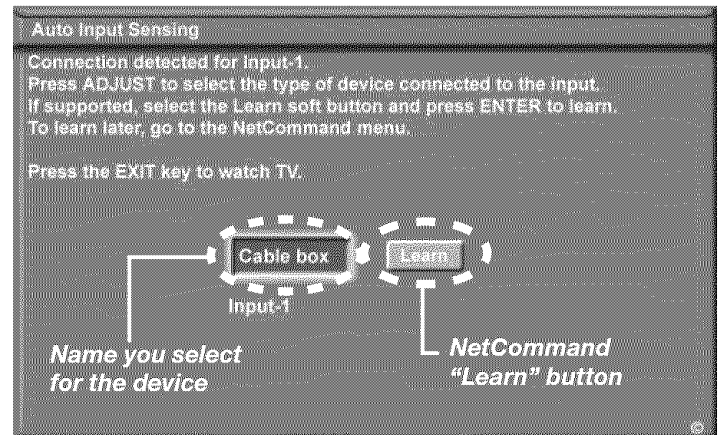 Auto Input Sensing
Connection detected for Input-1.
Press ADJUST to select the type of device connected to the input.
If supported, select the Learn soft button and press ENTER to learn.
To learn later, go to the NetCommand menu.
Press the EXIT key to watch TV.
Cable box
Learn
Input-1
Name you select
for the device
NetCommand
“Learn” button
©